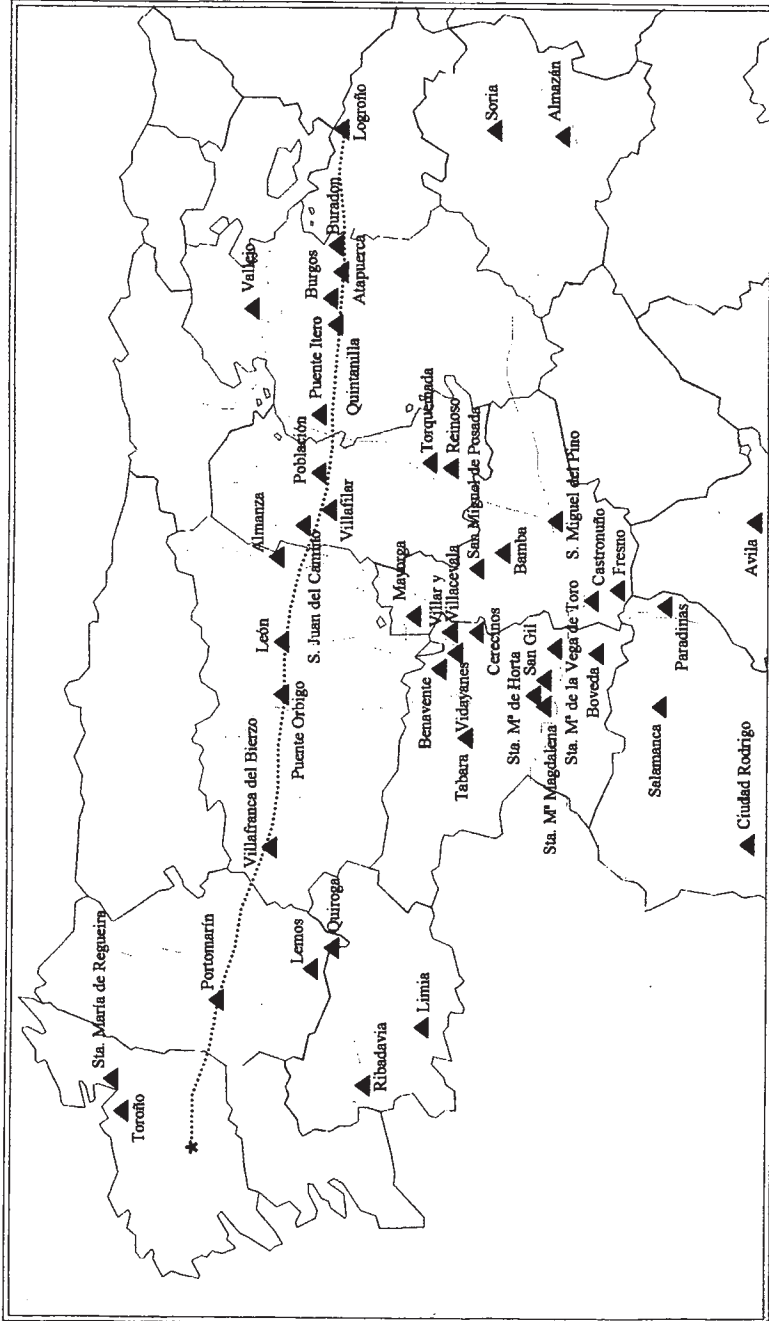 Sta. María de Regueira
Toroño
Portomarín
Lemos
Quiroga
Ribadavia
Limia
Villafranca del Bierzo
Puente Orbigo
León
S. Juan del Camino
Almanza
Población
Villafilar
Puente Itero
Quintanilla
Burgos
Atapuerca
Buradon
Logroño
Vallejo
Mayorga
Villar y
Villacevala
Benavente
Vidayanes
Tabara
Cerecinos
Torquemada
Reinoso
San Miguel de Posada
Bamba
S. Miguel del Pino
Sta. Mª de Horta
San Gil
Sta. Mª Magdalena
Sta. Mª de la Vega de Toro
Castronuño
Fresno
Boveda
Paradinas
Salamanca
Ciudad Rodrigo
Avila
Soria
Almazán